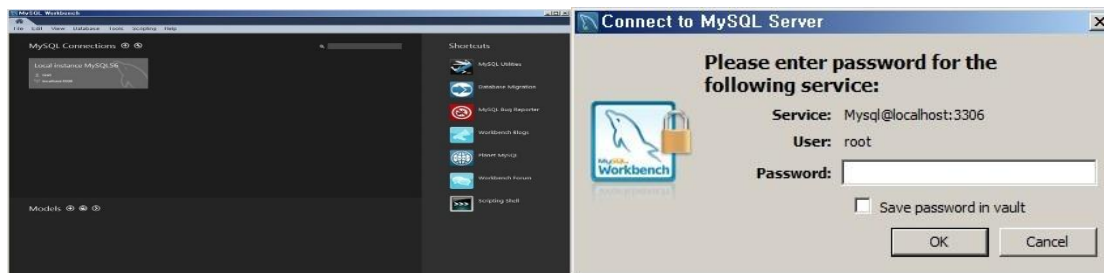 MySQL Workbench
File Edit View Database Tools Scripting Help
MySQL Connections
Local instance MySQL56
root
localhost:3306
Models
Shortcuts
MySQL Utilities
Database Migration
MySQL Bug Reporter
Workbench Blogs
Planet MySQL
Workbench Forum
Scripting Shell
Connect to MySQL Server
Please enter password for the
following service:
Service: Mysql@localhost:3306
User: root
Password:
Save password in vault
OK Cancel
MySQL
Workbench